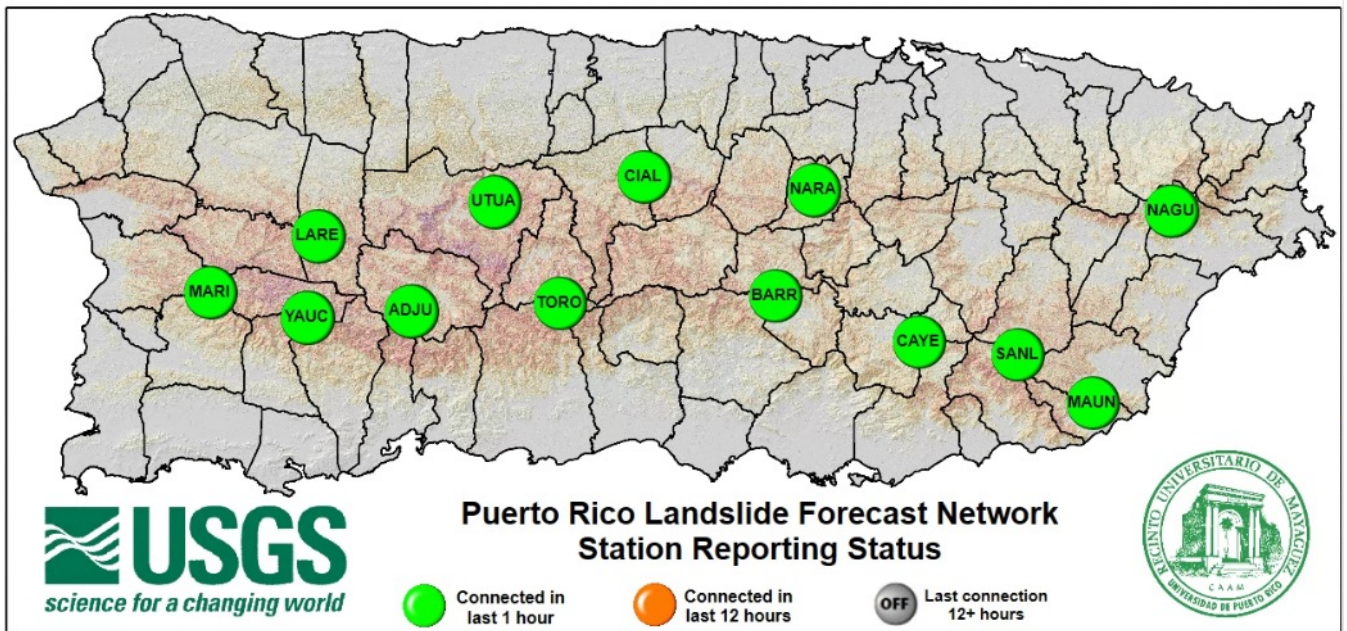 CIAL
UTUA
NARA
NAGU
LARE
MARI
YAUC
ADJU
TORO
BARR
CAYE
SANL
MAUN
USGS
science for a changing world
Puerto Rico Landslide Forecast Network
Station Reporting Status
Connected in
last 1 hour
Connected in
last 12 hours
OFF
Last connection
12+ hours
RECINTO UNIVERSITARIO DE MAYAGUEZ
CAAM
UNIVERSIDAD DE PUERTO RICO